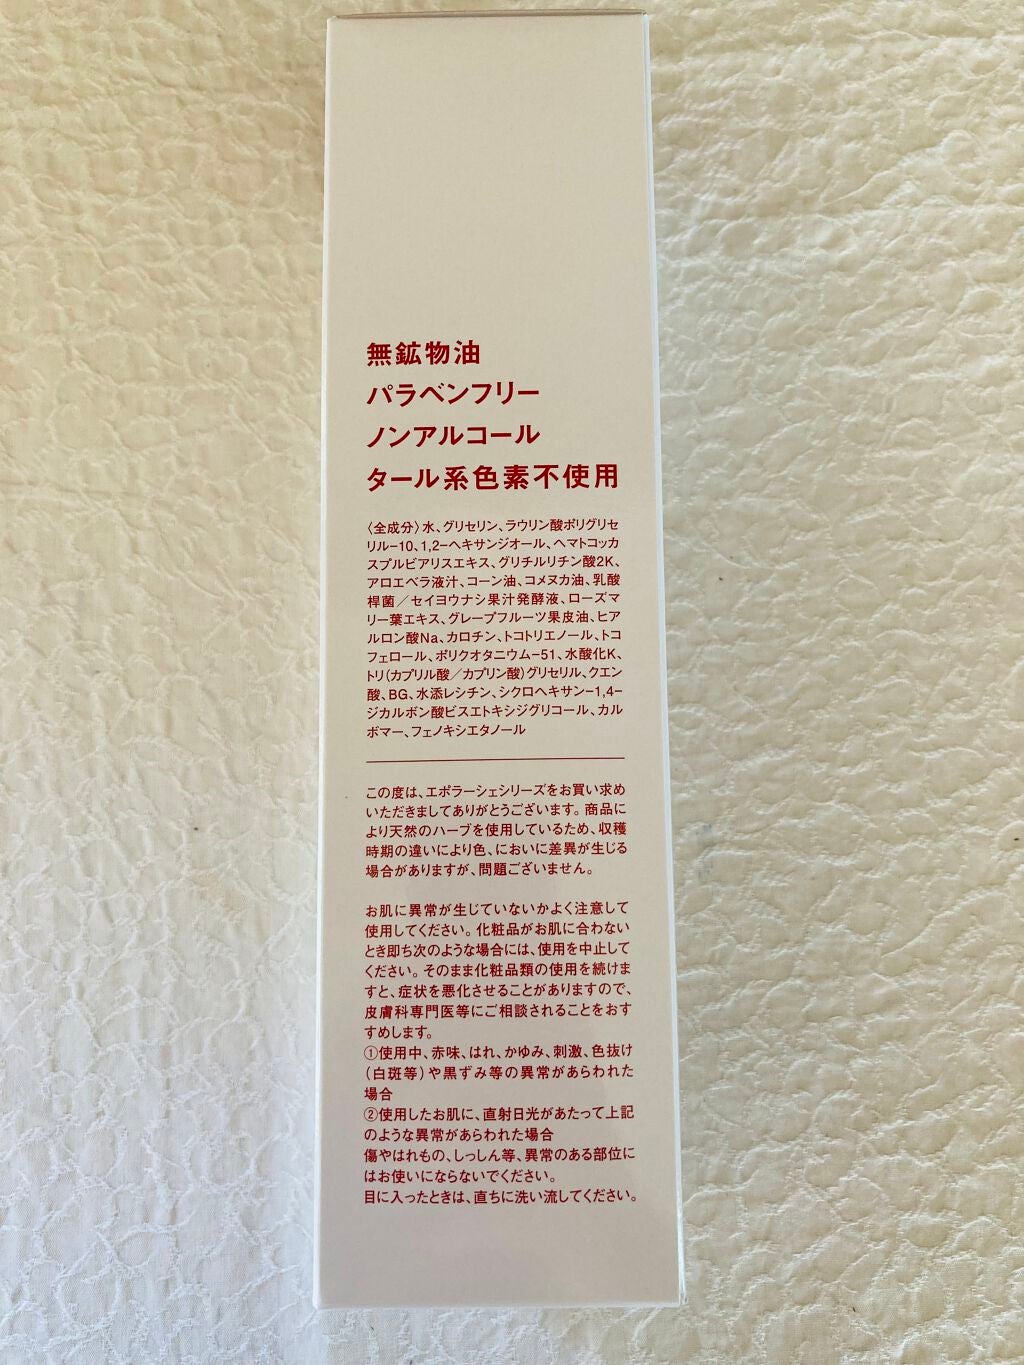 無鉱物油
パラベンフリー
ノンアルコール
タール系色素不使用
〈全成分〉水、グリセリン、ラウリン酸ポリグリセ
リル−10、1,2−ヘキサンジオール、ヘマトコッカ
スプルビアリスエキス、グリチルリチン酸2K、
アロエベラ液汁、コーン油、コメヌカ油、乳酸
桿菌／セイヨウナシ果汁発酵液、ローズマ
リー葉エキス、グレープフルーツ果皮油、ヒア
ルロン酸Na、カロチン、トコトリエノール、トコ
フェロール、ポリクオタニウム−51、水酸化K、
トリ(カプリル酸／カプリン酸)グリセリル、クエン
酸、BG、水添レシチン、シクロヘキサン−1,4−
ジカルボン酸ビスエトキシジグリコール、カル
ボマー、フェノキシエタノール
この度は、エポラーシェシリーズをお買い求め
いただきましてありがとうございます。商品に
より天然のハーブを使用しているため、収穫
時期の違いにより色、においに差異が生じる
場合がありますが、問題ございません。
お肌に異常が生じていないかよく注意して
使用してください。化粧品がお肌に合わない
とき即ち次のような場合には、使用を中止して
ください。そのまま化粧品類の使用を続けま
すと、症状を悪化させることがありますので、
皮膚科専門医等にご相談されることをおす
すめします。
①使用中、赤味、はれ、かゆみ、刺激、色抜け
（白斑等）や黒ずみ等の異常があらわれた
場合
②使用したお肌に、直射日光があたって上記
のような異常があらわれた場合
傷やはれもの、しっしん等、異常のある部位に
はお使いにならないでください。
目に入ったときは、直ちに洗い流してください。